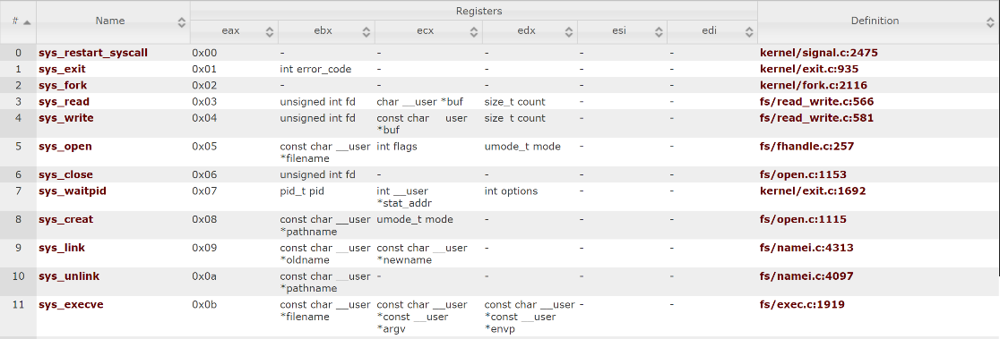 Registers
# Name eax ebx ecx edx esi edi Definition
0 sys_restart_syscall 0x00 - - - - - kernel/signal.c:2475
1 sys_exit 0x01 int error_code - - - - kernel/exit.c:935
2 sys_fork 0x02 - - - - - kernel/fork.c:2116
3 sys_read 0x03 unsigned int fd char __user *buf size_t count - - fs/read_write.c:566
4 sys_write 0x04 unsigned int fd const char __user size_t count - - fs/read_write.c:581
*buf
5 sys_open 0x05 const char __user int flags umode_t mode - - fs/fhandle.c:257
*filename
6 sys_close 0x06 unsigned int fd - - - - fs/open.c:1153
7 sys_waitpid 0x07 pid_t pid int __user int options - - kernel/exit.c:1692
*stat_addr
8 sys_creat 0x08 const char __user umode_t mode - - - fs/open.c:1115
*pathname
9 sys_link 0x09 const char __user const char __user - - - fs/namei.c:4313
*oldname *newname
10 sys_unlink 0x0a const char __user - - - - fs/namei.c:4097
*pathname
11 sys_execve 0x0b const char __user const char __user const char __user - - fs/exec.c:1919
*filename *const __user *const __user
*argv *envp